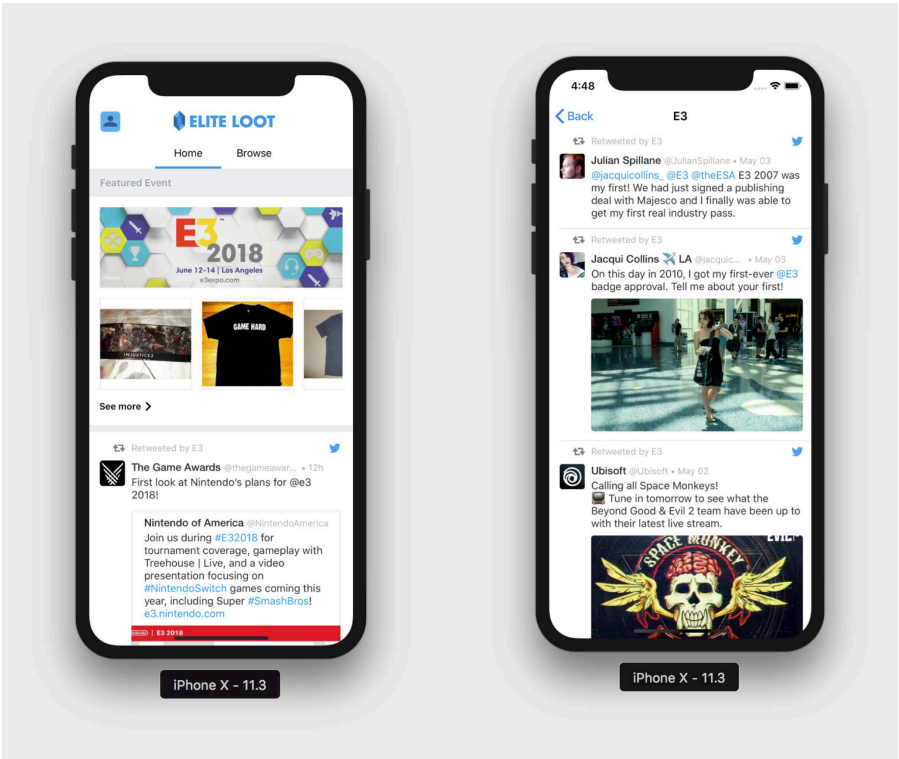 ELITE LOOT
Home
Browse
Featured Event
E3
2018
June 12-14 | Los Angeles
e3expo.com
INJUSTICE2
GAME HARD
See more
Retweeted by E3
The Game Awards @thegameawar... • 12h
First look at Nintendo's plans for @e3
2018!
Nintendo of America @NintendoAmerica
Join us during #E32018 for
tournament coverage, gameplay with
Treehouse | Live, and a video
presentation focusing on
#NintendoSwitch games coming this
year, including Super #SmashBros!
e3.nintendo.com
Nintendo | E3 2018
iPhone X - 11.3
4:48
Back
E3
Retweeted by E3
Julian Spillane @JulianSpillane • May 03
@jacquicollins_ @E3 @theESA E3 2007 was
my first! We had just signed a publishing
deal with Majesco and I finally was able to
get my first real industry pass.
Retweeted by E3
Jacqui Collins ✈️ LA @jacquic... • May 03
On this day in 2010, I got my first-ever @E3
badge approval. Tell me about your first!
Retweeted by E3
Ubisoft @Ubisoft • May 02
Calling all Space Monkeys!
Tune in tomorrow to see what the
Beyond Good & Evil 2 team have been up to
with their latest live stream.
EVIL
SPACE MONKEY
iPhone X - 11.3